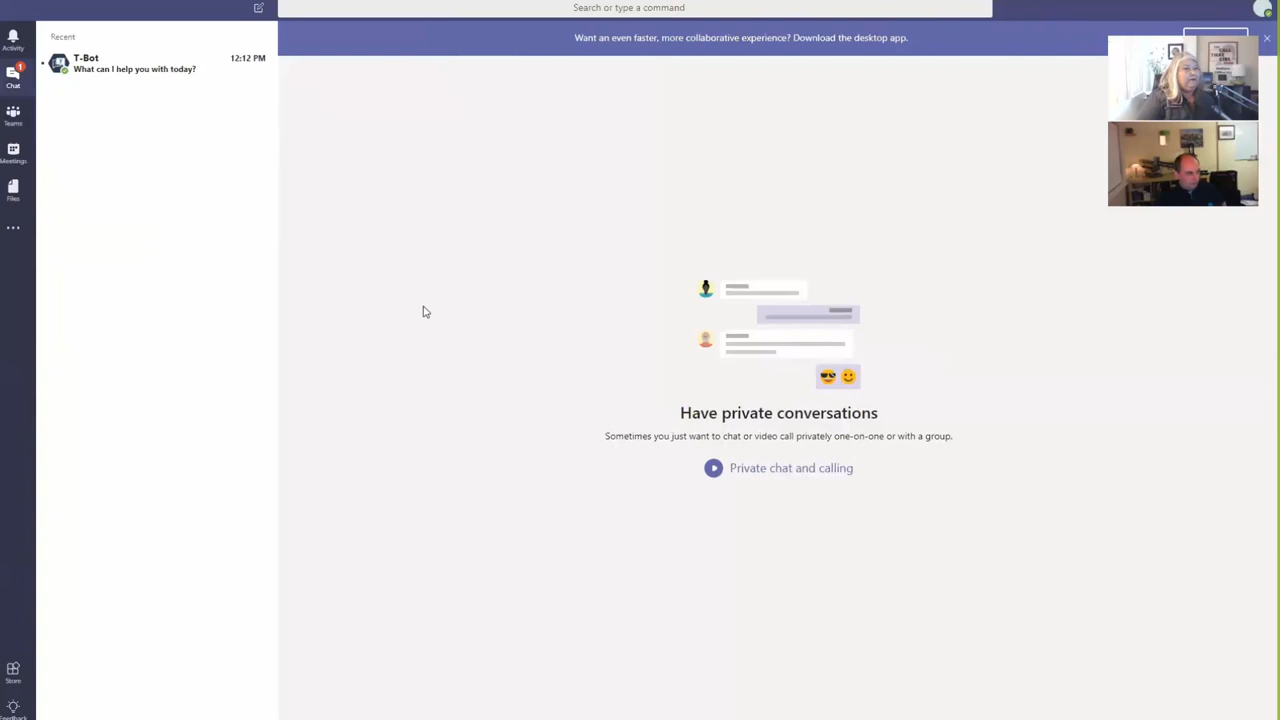 Search or type a command
Want an even faster, more collaborative experience? Download the desktop app.
Activity
Chat
1
Teams
Meetings
Files
Store
Feedback
Recent
T-Bot
12:12 PM
What can I help you with today?
Have private conversations
Sometimes you just want to chat or video call privately one-on-one or with a group.
Private chat and calling